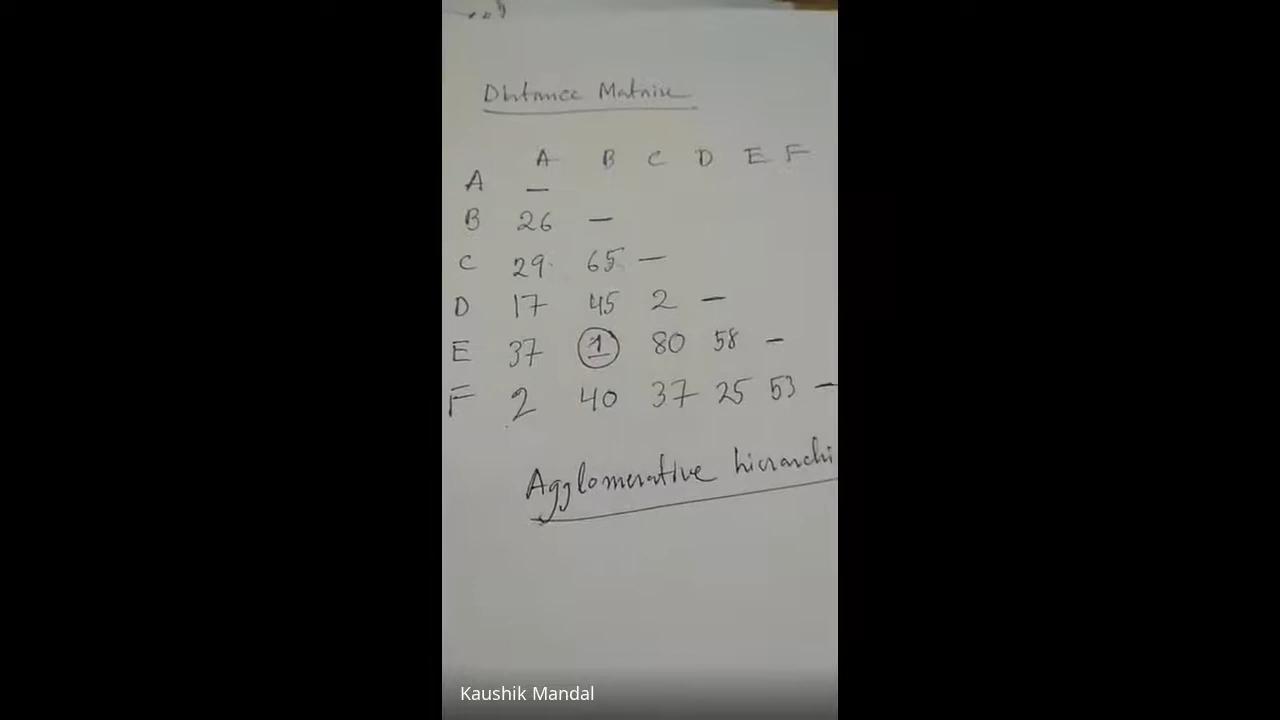 Distance Matrix
A B C D E F
A —
B 26 —
C 29 65 —
D 17 45 2 —
E 37 1 80 58 —
F 2 40 37 25 53 —
Agglomerative hierarchi
Kaushik Mandal